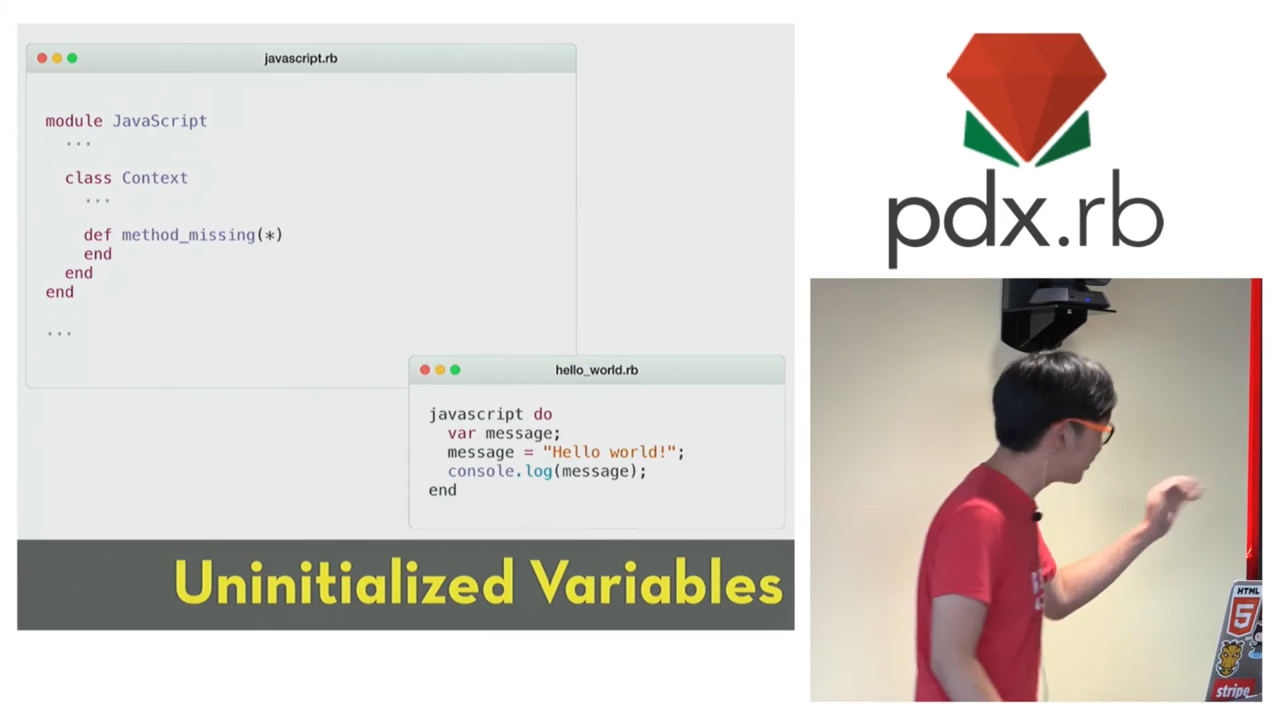 javascript.rb
module JavaScript
...
class Context
...
def method_missing(*)
end
end
end
...
hello_world.rb
javascript do
var message;
message = "Hello world!";
console.log(message);
end
Uninitialized Variables
pdx.rb
HTML
5
stripe